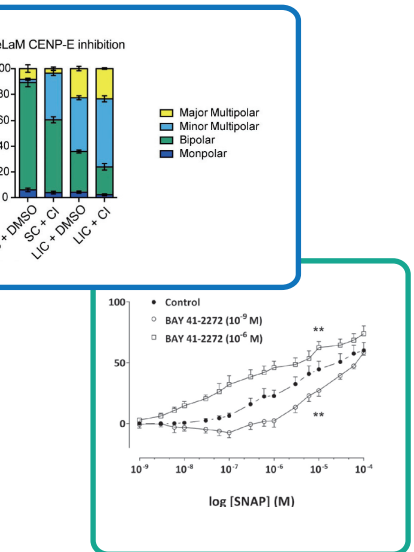 eLaM CENP-E inhibition
00
80
60
40
20
0
+ DMSO
SC + CI
LIC + DMSO
LIC + CI
Major Multipolar
Minor Multipolar
Bipolar
Monpolar
100
50
0
Control
BAY 41-2272 (10⁻⁹ M)
BAY 41-2272 (10⁻⁶ M)
**
**
10⁻⁹ 10⁻⁸ 10⁻⁷ 10⁻⁶ 10⁻⁵ 10⁻⁴
log [SNAP] (M)